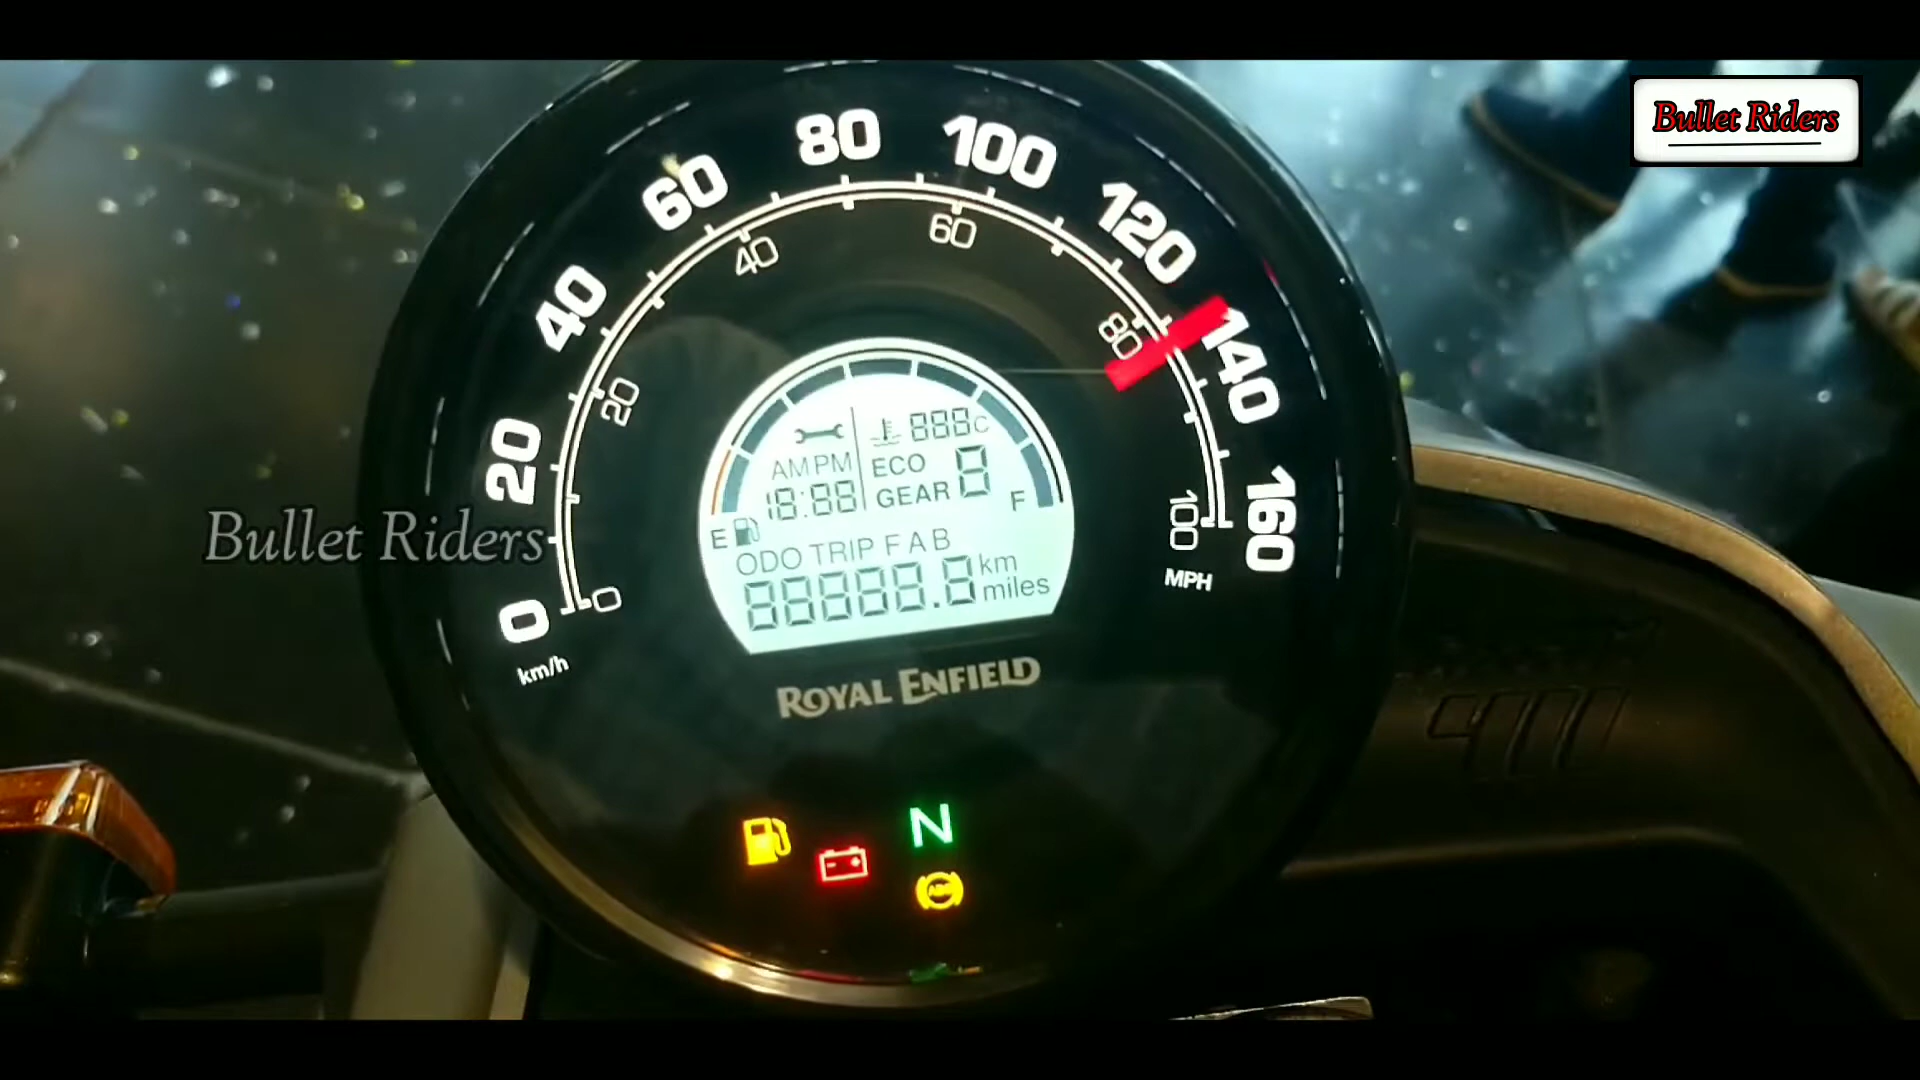 Bullet Riders
80
100
60
120
40
140
20
160
0
km/h
40
60
20
80
0
100
MPH
888C
AM PM
ECO
8
18:88
GEAR
E
F
ODO TRIP F A B
88888.8
km
miles
ROYAL ENFIELD
N
ABS
Bullet Riders